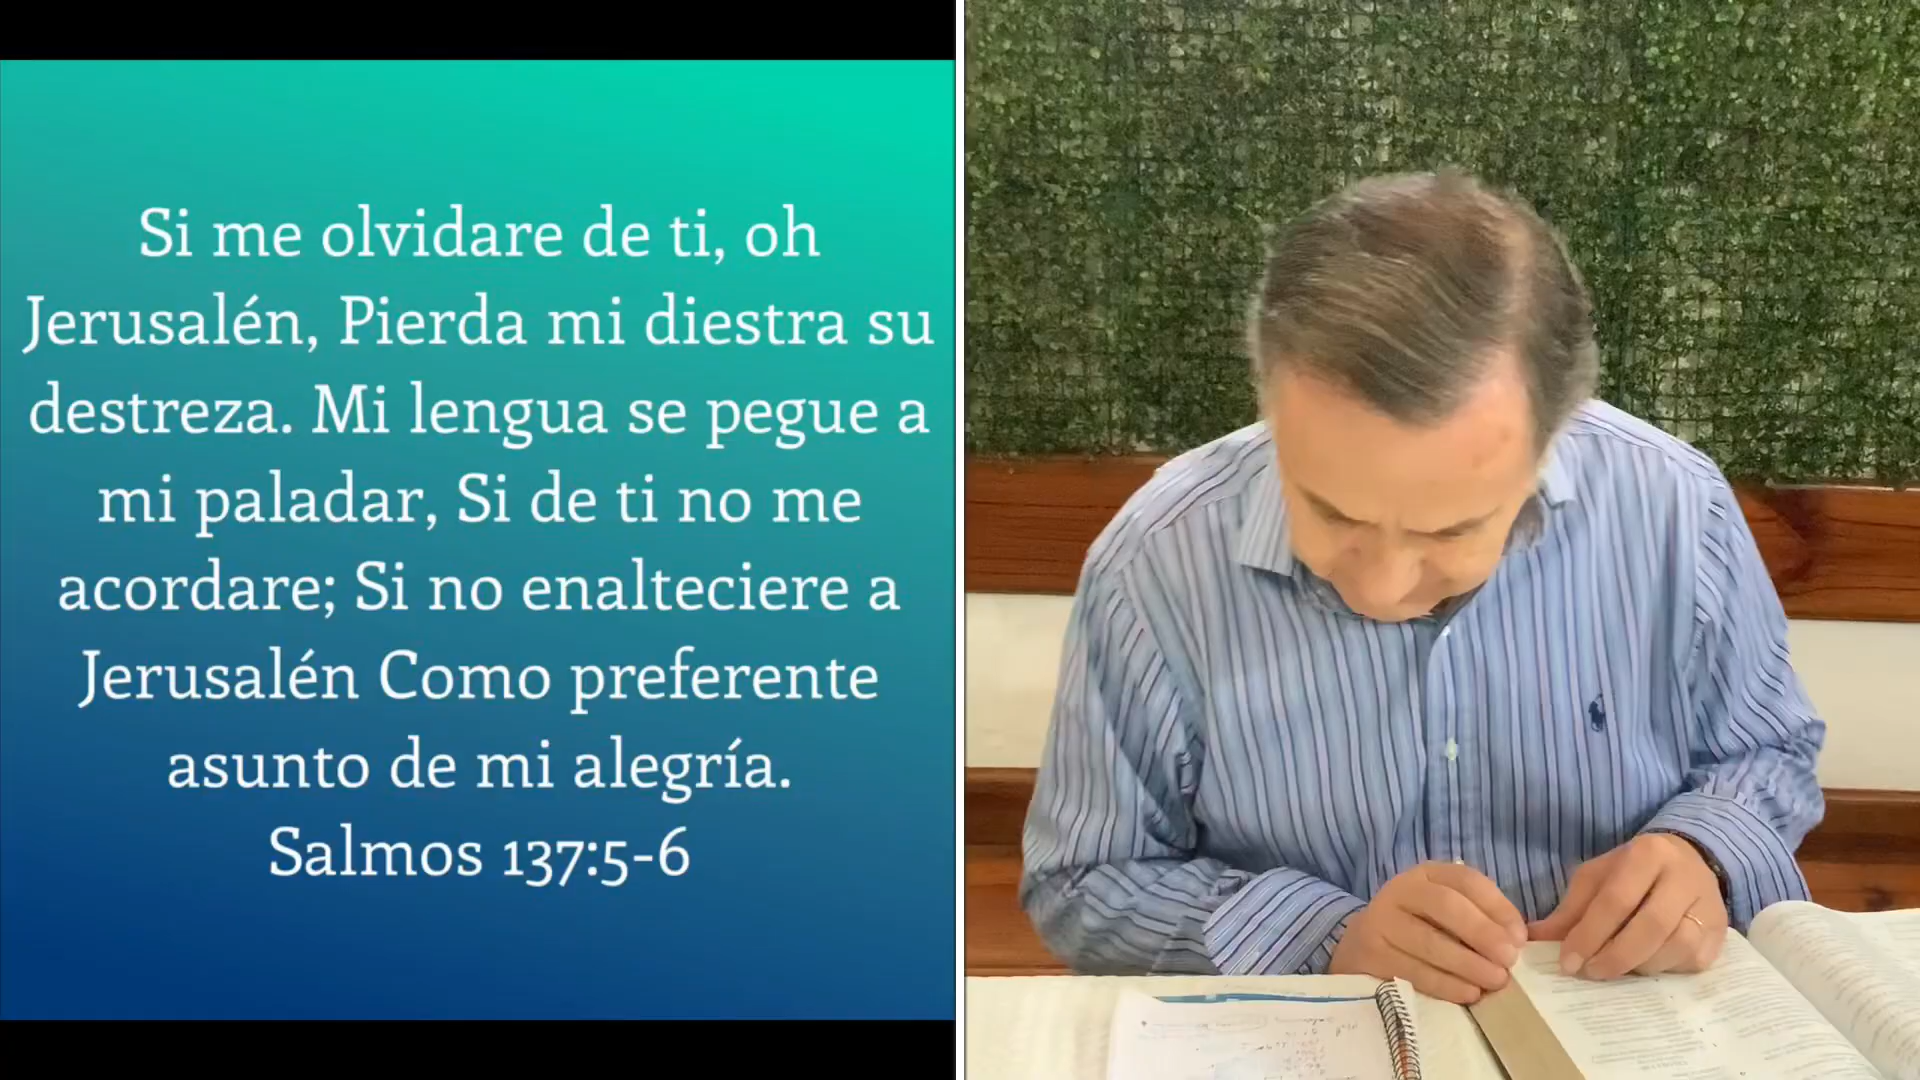 Si me olvidare de ti, oh
Jerusalén, Pierda mi diestra su
destreza. Mi lengua se pegue a
mi paladar, Si de ti no me
acordare; Si no enalteciere a
Jerusalén Como preferente
asunto de mi alegría.
Salmos 137:5-6